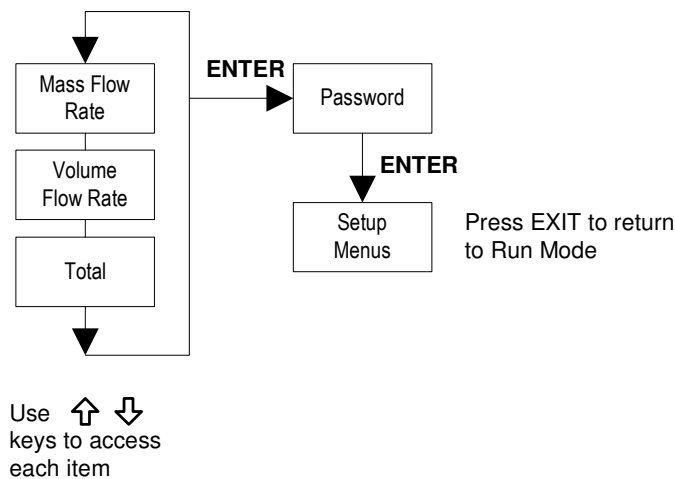 Mass Flow
Rate
Volume
Flow Rate
Total
ENTER
Password
ENTER
Setup
Menus
Press EXIT to return
to Run Mode
Use
keys to access
each item